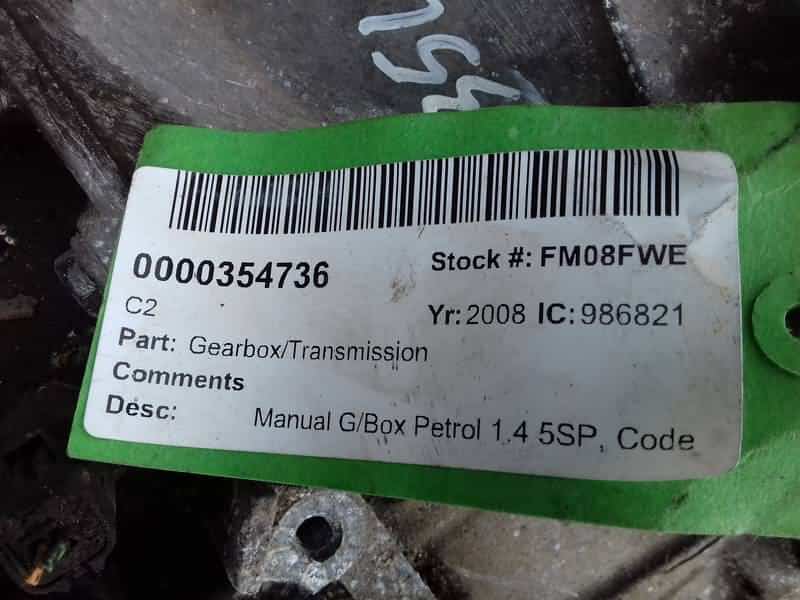 0000354736
Stock #: FM08FWE
C2
Yr: 2008 IC: 986821
Part: Gearbox/Transmission
Comments
Desc: Manual G/Box Petrol 1.4 5SP, Code